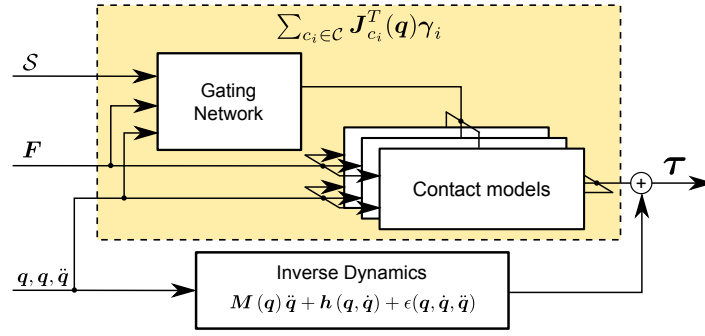 ∑_{c_i∈𝒞} J^T_{c_i}(q)γ_i
𝒮
Gating
Network
F
τ
+
Contact models
q, q, q̈
Inverse Dynamics
M (q) q̈ + h (q, q̇) + ϵ(q, q̇, q̈)